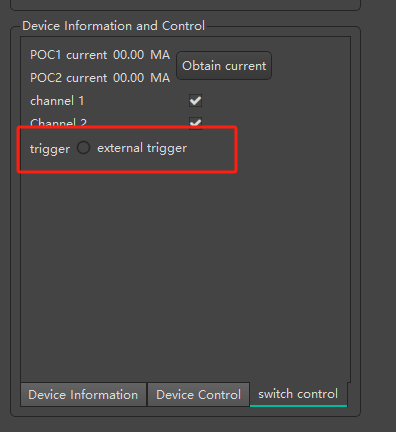 Device Information and Control
POC1 current 00.00 MA
POC2 current 00.00 MA
Obtain current
channel 1
Channel 2
trigger external trigger
Device Information Device Control switch control